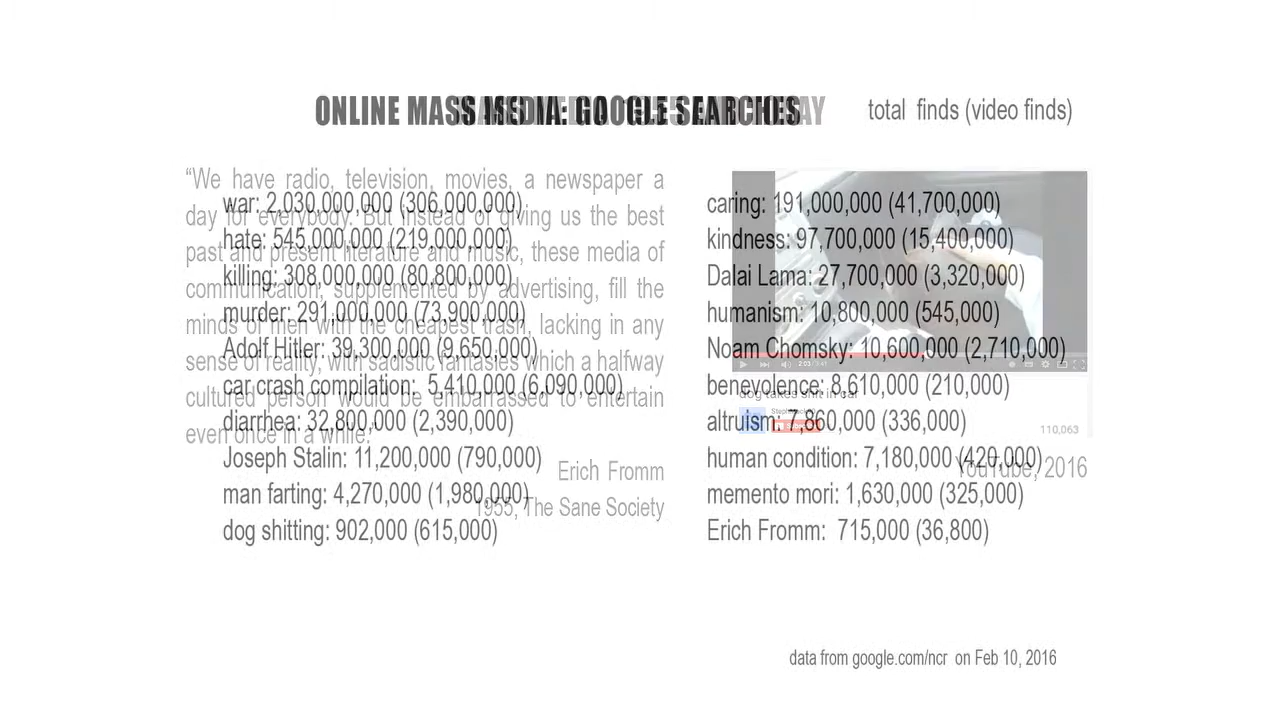 ONLINE MASS MEDIA: GOOGLE SEARCHES
total finds (video finds)
war: 2,030,000,000 (306,000,000)
hate: 545,000,000 (219,000,000)
killing: 308,000,000 (80,800,000)
murder: 291,000,000 (73,900,000)
Adolf Hitler: 39,300,000 (9,650,000)
car crash compilation: 5,410,000 (6,090,000)
diarrhea: 32,800,000 (2,390,000)
Joseph Stalin: 11,200,000 (790,000)
man farting: 4,270,000 (1,980,000)
dog shitting: 902,000 (615,000)
caring: 191,000,000 (41,700,000)
kindness: 97,700,000 (15,400,000)
Dalai Lama: 27,700,000 (3,320,000)
humanism: 10,800,000 (545,000)
Noam Chomsky: 10,600,000 (2,710,000)
benevolence: 8,610,000 (210,000)
altruism: 7,860,000 (336,000)
human condition: 7,180,000 (420,000)
memento mori: 1,630,000 (325,000)
Erich Fromm: 715,000 (36,800)
“We have radio, television, movies, a newspaper a
day for everybody. But instead of giving us the best
past and present literature and music, these media of
communication, supplemented by advertising, fill the
minds of men with the cheapest trash, lacking in any
sense of reality, with sadistic fantasies which a halfway
cultured person would be embarrassed to entertain
even once in a while.
Erich Fromm
1955, The Sane Society
dog takes shit in car
110,063
YouTube, 2016
data from google.com/ncr on Feb 10, 2016